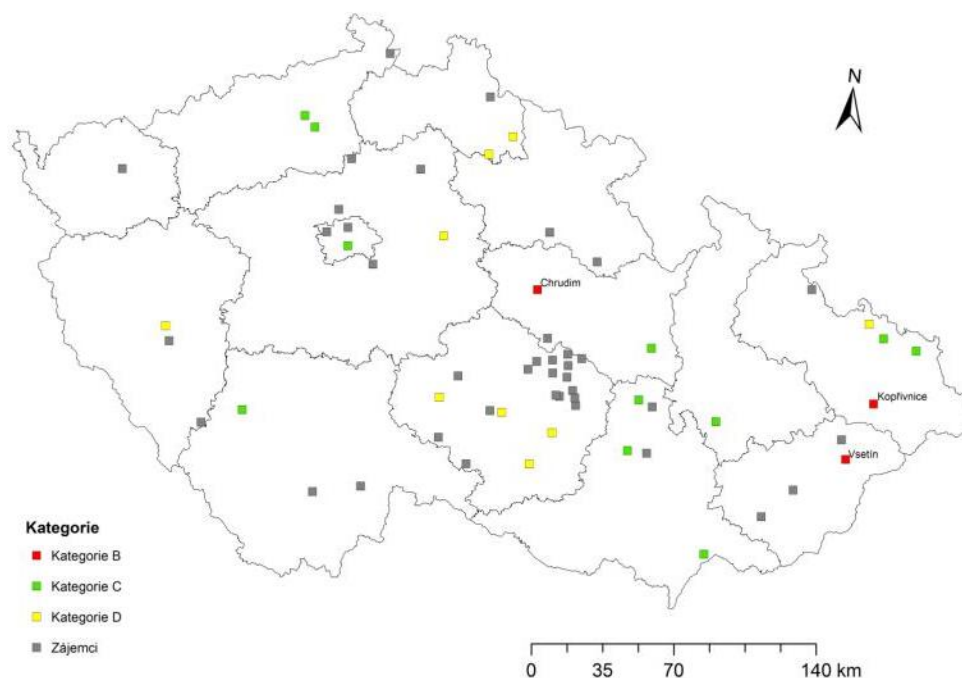 N
Chrudim
Kopřivnice
Vsetín
Kategorie
Kategorie B
Kategorie C
Kategorie D
Zájemci
0 35 70 140 km